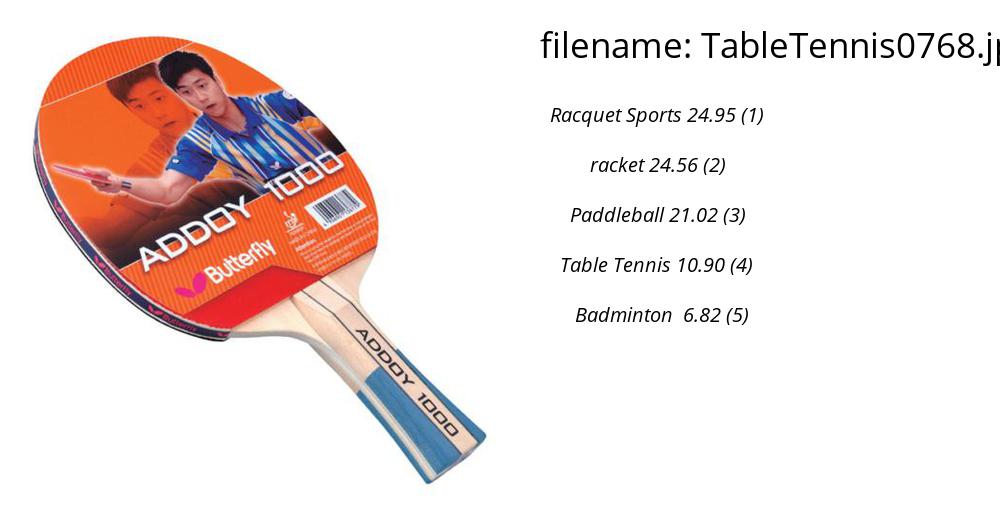 filename: TableTennis0768.jp
Racquet Sports 24.95 (1)
racket 24.56 (2)
Paddleball 21.02 (3)
Table Tennis 10.90 (4)
Badminton 6.82 (5)
ADDOY 1000
Butterfly
ADDOY 1000